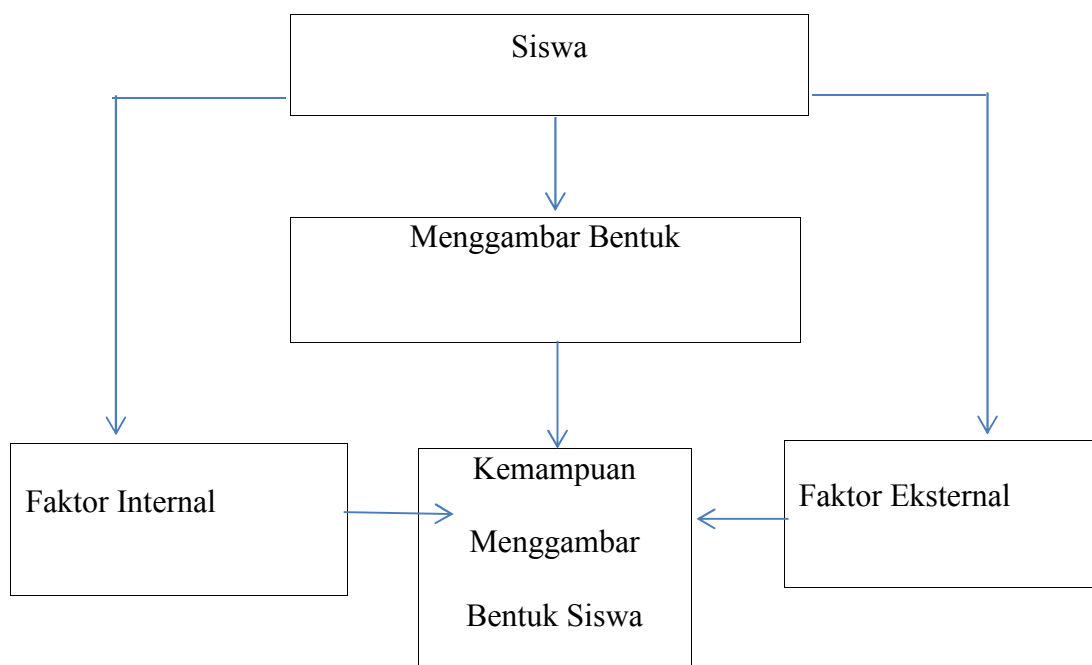 Siswa
Menggambar Bentuk
Faktor Internal
Kemampuan
Menggambar
Bentuk Siswa
Faktor Eksternal